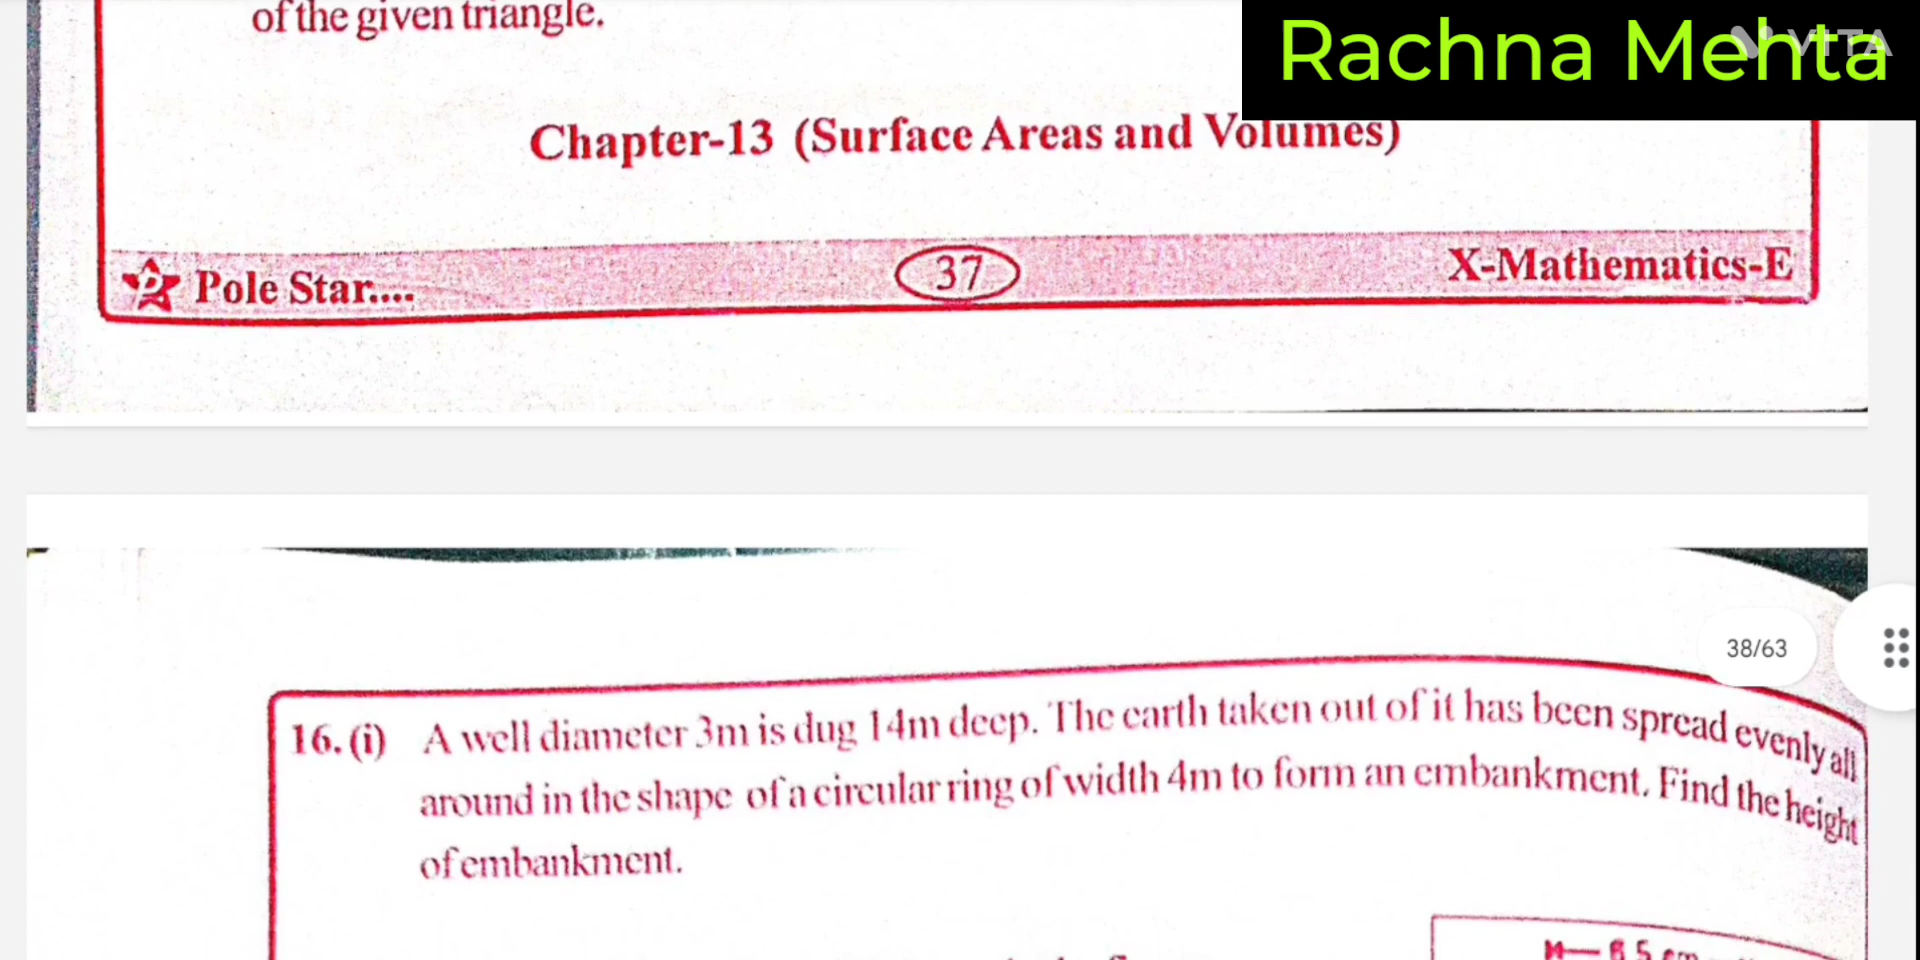 of the given triangle.
Rachna Mehta
VITA
Chapter-13 (Surface Areas and Volumes)
Pole Star....
37
X-Mathematics-E
38/63
16. (i) A well diameter 3m is dug 14m deep. The earth taken out of it has been spread evenly all
around in the shape of a circular ring of width 4m to form an embankment. Find the height
of embankment.